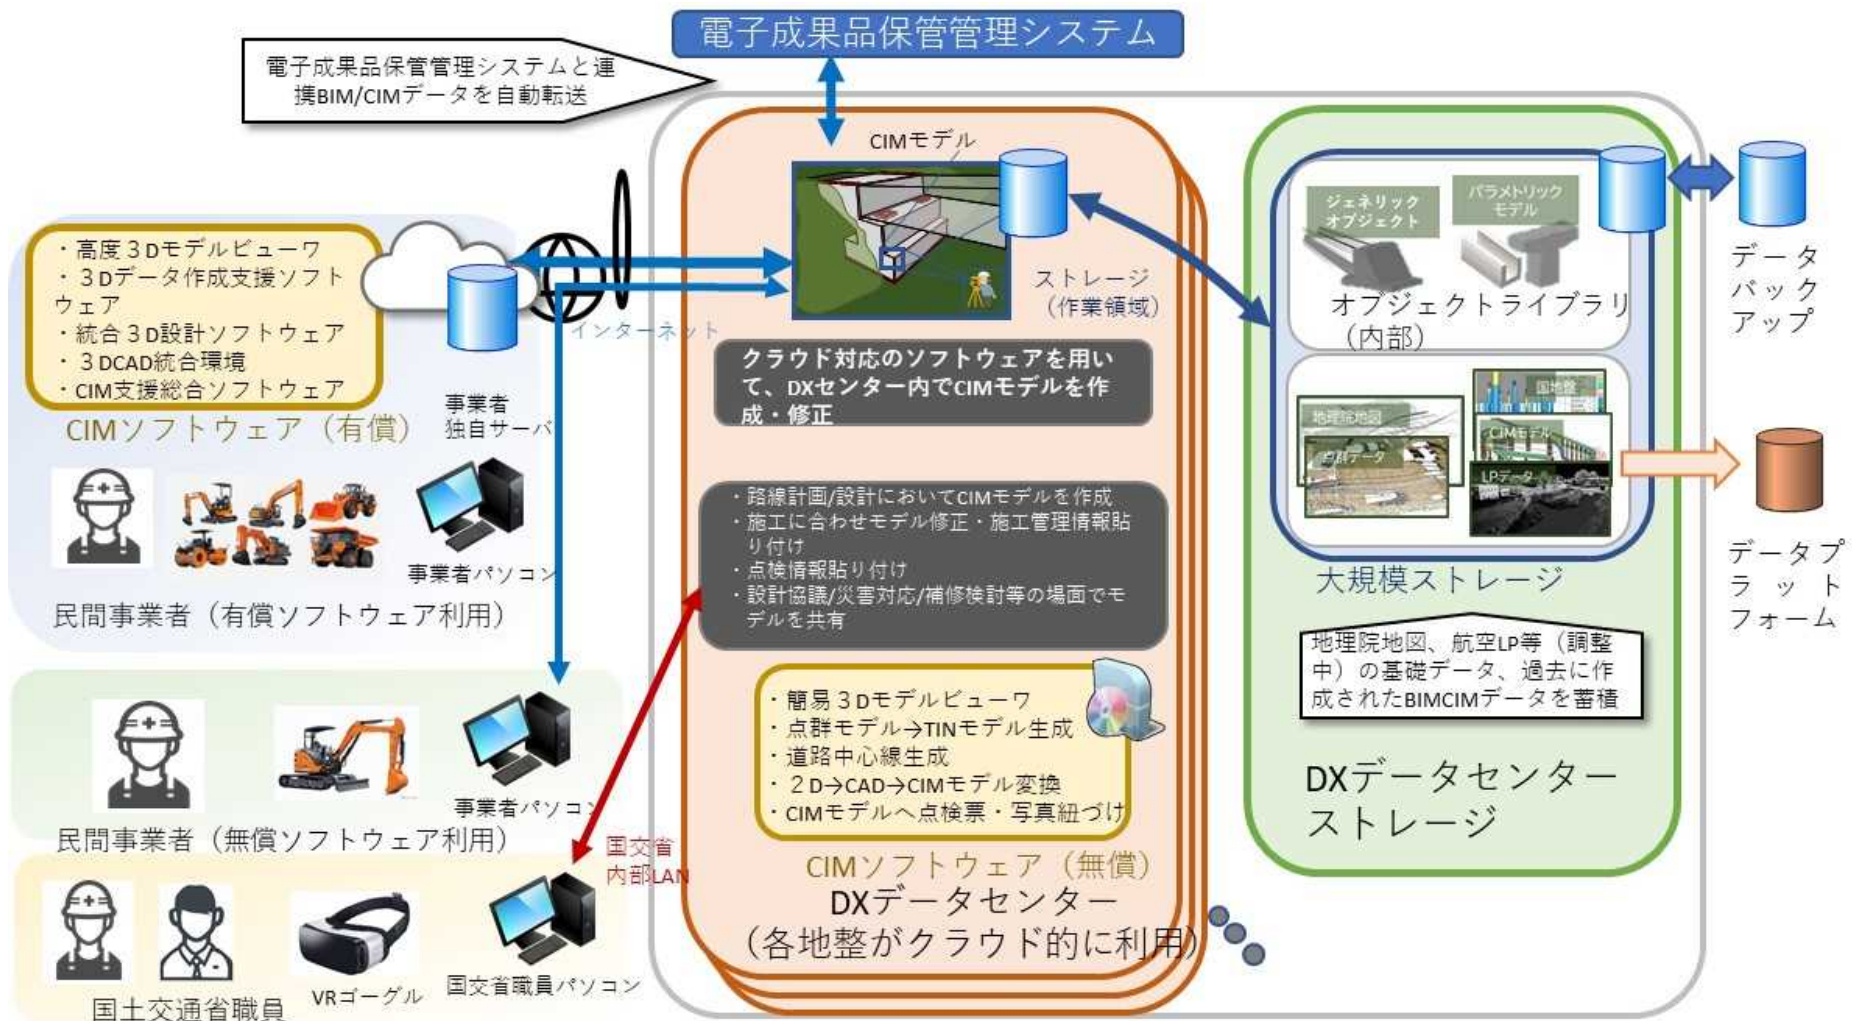 電子成果品保管管理システム
電子成果品保管管理システムと連
携BIM/CIMデータを自動転送
・高度３Dモデルビューワ
・３Dデータ作成支援ソフト
ウェア
・統合３D設計ソフトウェア
・３DCAD統合環境
・CIM支援総合ソフトウェア
CIMソフトウェア（有償）
事業者
独自サーバ
インターネット
事業者パソコン
民間事業者（有償ソフトウェア利用）
事業者パソコン
民間事業者（無償ソフトウェア利用）
国交省
内部LAN
VRゴーグル
国交省職員パソコン
国土交通省職員
CIMモデル
ストレージ
（作業領域）
クラウド対応のソフトウェアを用い
て、DXセンター内でCIMモデルを作
成・修正
・路線計画/設計においてCIMモデルを作成
・施工に合わせモデル修正・施工管理情報貼
り付け
・点検情報貼り付け
・設計協議/災害対応/補修検討等の場面でモ
デルを共有
・簡易３Dモデルビューワ
・点群モデル→TINモデル生成
・道路中心線生成
・２D→CAD→CIMモデル変換
・CIMモデルへ点検票・写真紐づけ
CIMソフトウェア（無償）
DXデータセンター
（各地整がクラウド的に利用）
ジェネリック
オブジェクト
パラメトリック
モデル
オブジェクトライブラリ
（内部）
地理院地図
点群データ
国地盤
CIMモデル
LPデータ
大規模ストレージ
地理院地図、航空LP等（調整
中）の基礎データ、過去に作
成されたBIMCIMデータを蓄積
DXデータセンター
ストレージ
データ
バック
アップ
データプ
ラット
フォーム